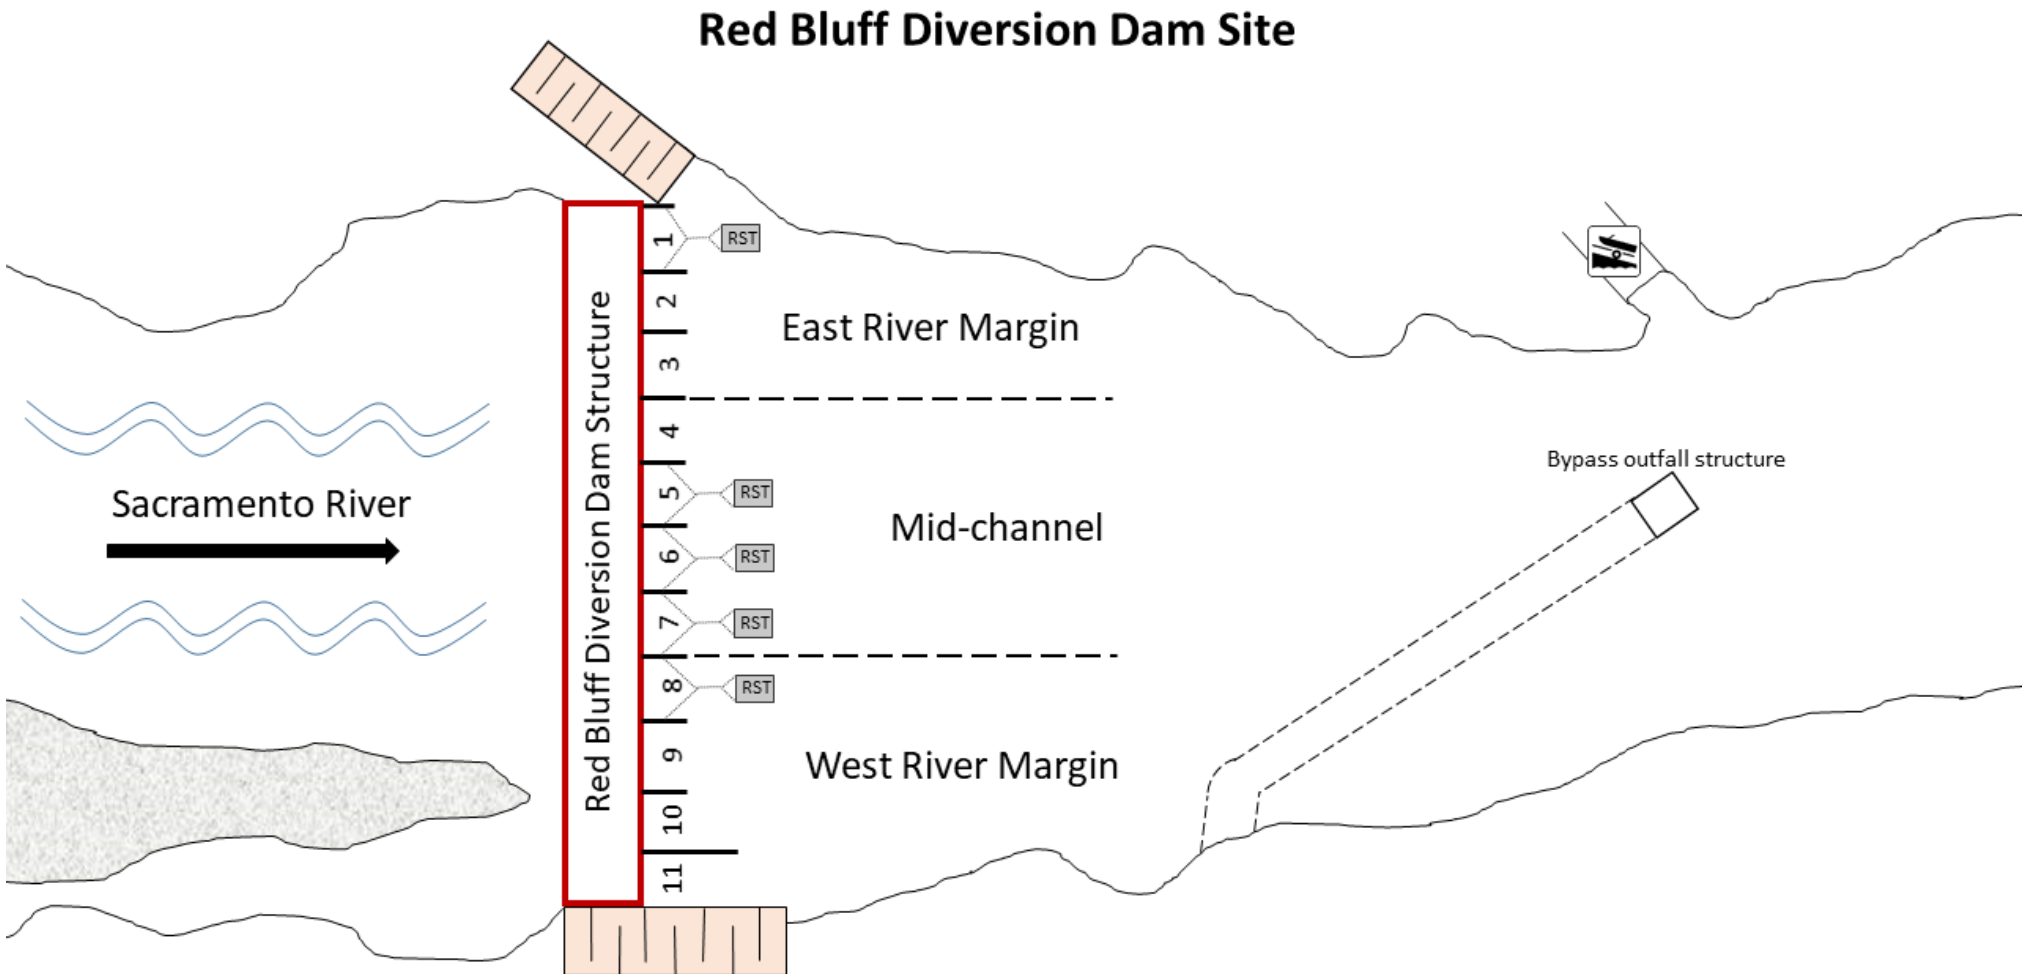 Red Bluff Diversion Dam Site
1
RST
2
East River Margin
3
Red Bluff Diversion Dam Structure
4
Bypass outfall structure
Sacramento River
5
RST
Mid-channel
6
RST
7
RST
8
RST
9
West River Margin
10
11